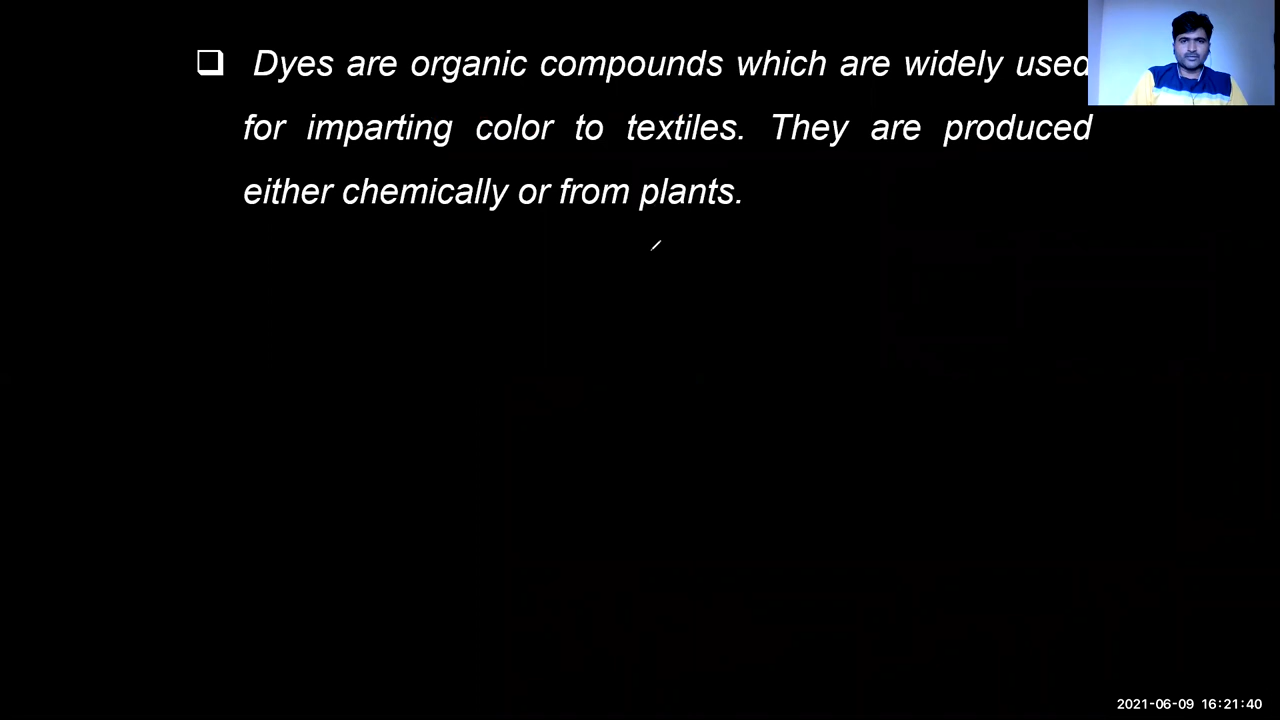 ❑ Dyes are organic compounds which are widely used
for imparting color to textiles. They are produced
either chemically or from plants.
2021-06-09 16:21:40